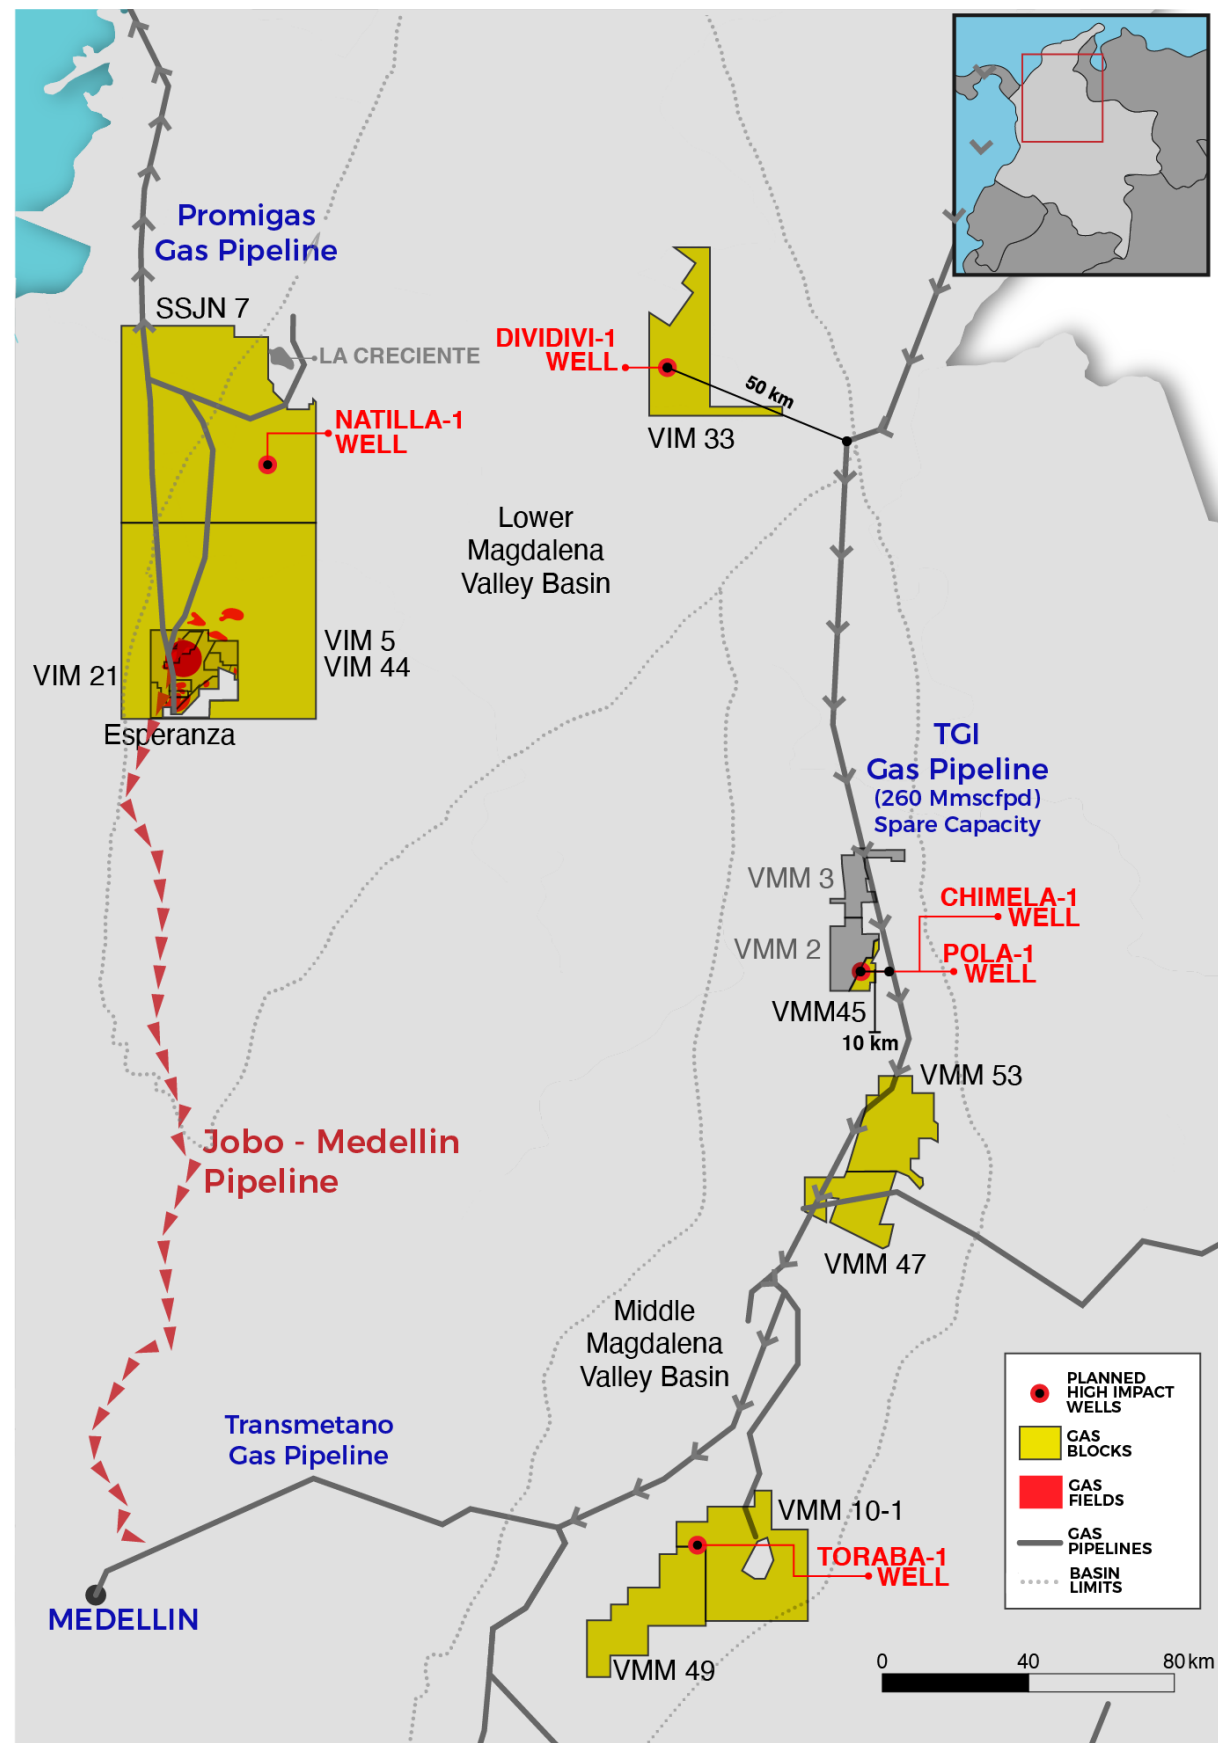 Promigas
Gas Pipeline
SSJN 7
LA CRECIENTE
NATILLA-1
WELL
DIVIDIVI-1
WELL
50 km
VIM 33
Lower
Magdalena
Valley Basin
VIM 5
VIM 44
VIM 21
Esperanza
TGI
Gas Pipeline
(260 Mmscfpd)
Spare Capacity
VMM 3
CHIMELA-1
WELL
VMM 2
POLA-1
WELL
VMM45
10 km
VMM 53
Jobo - Medellin
Pipeline
VMM 47
Middle
Magdalena
Valley Basin
Transmetano
Gas Pipeline
VMM 10-1
TORABA-1
WELL
MEDELLIN
VMM 49
PLANNED
HIGH IMPACT
WELLS
GAS
BLOCKS
GAS
FIELDS
GAS
PIPELINES
BASIN
LIMITS
0 40 80 km